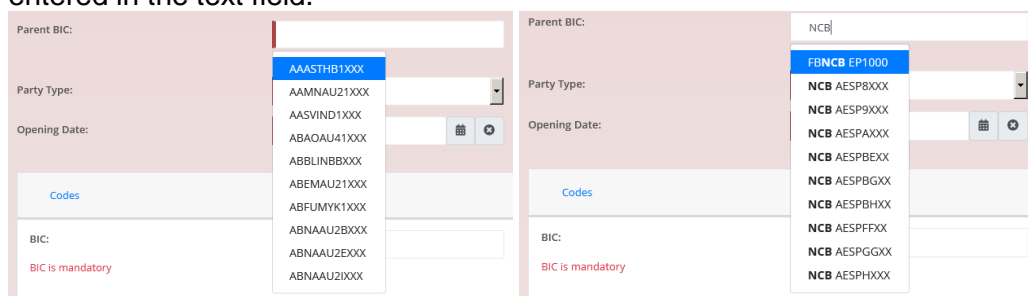 entered in the text field.
Parent BIC:
AAASTHB1XXX
AAMNAU21XXX
Party Type:
AASVIND1XXX
Opening Date:
ABAOAU41XXX
ABBLINBBXXX
ABEMAU21XXX
Codes
ABFUMYK1XXX
ABNAAU2BXXX
BIC:
ABNAAU2EXXX
BIC is mandatory
ABNAAU2IXXX
Parent BIC:
NCB
FBNCB EP1000
Party Type:
NCB AESP8XXX
NCB AESP9XXX
Opening Date:
NCB AESPAXXX
NCB AESPBEXX
NCB AESPBGXX
Codes
NCB AESPBHXX
NCB AESPFFXX
BIC:
NCB AESPGGXX
BIC is mandatory
NCB AESPHXXX